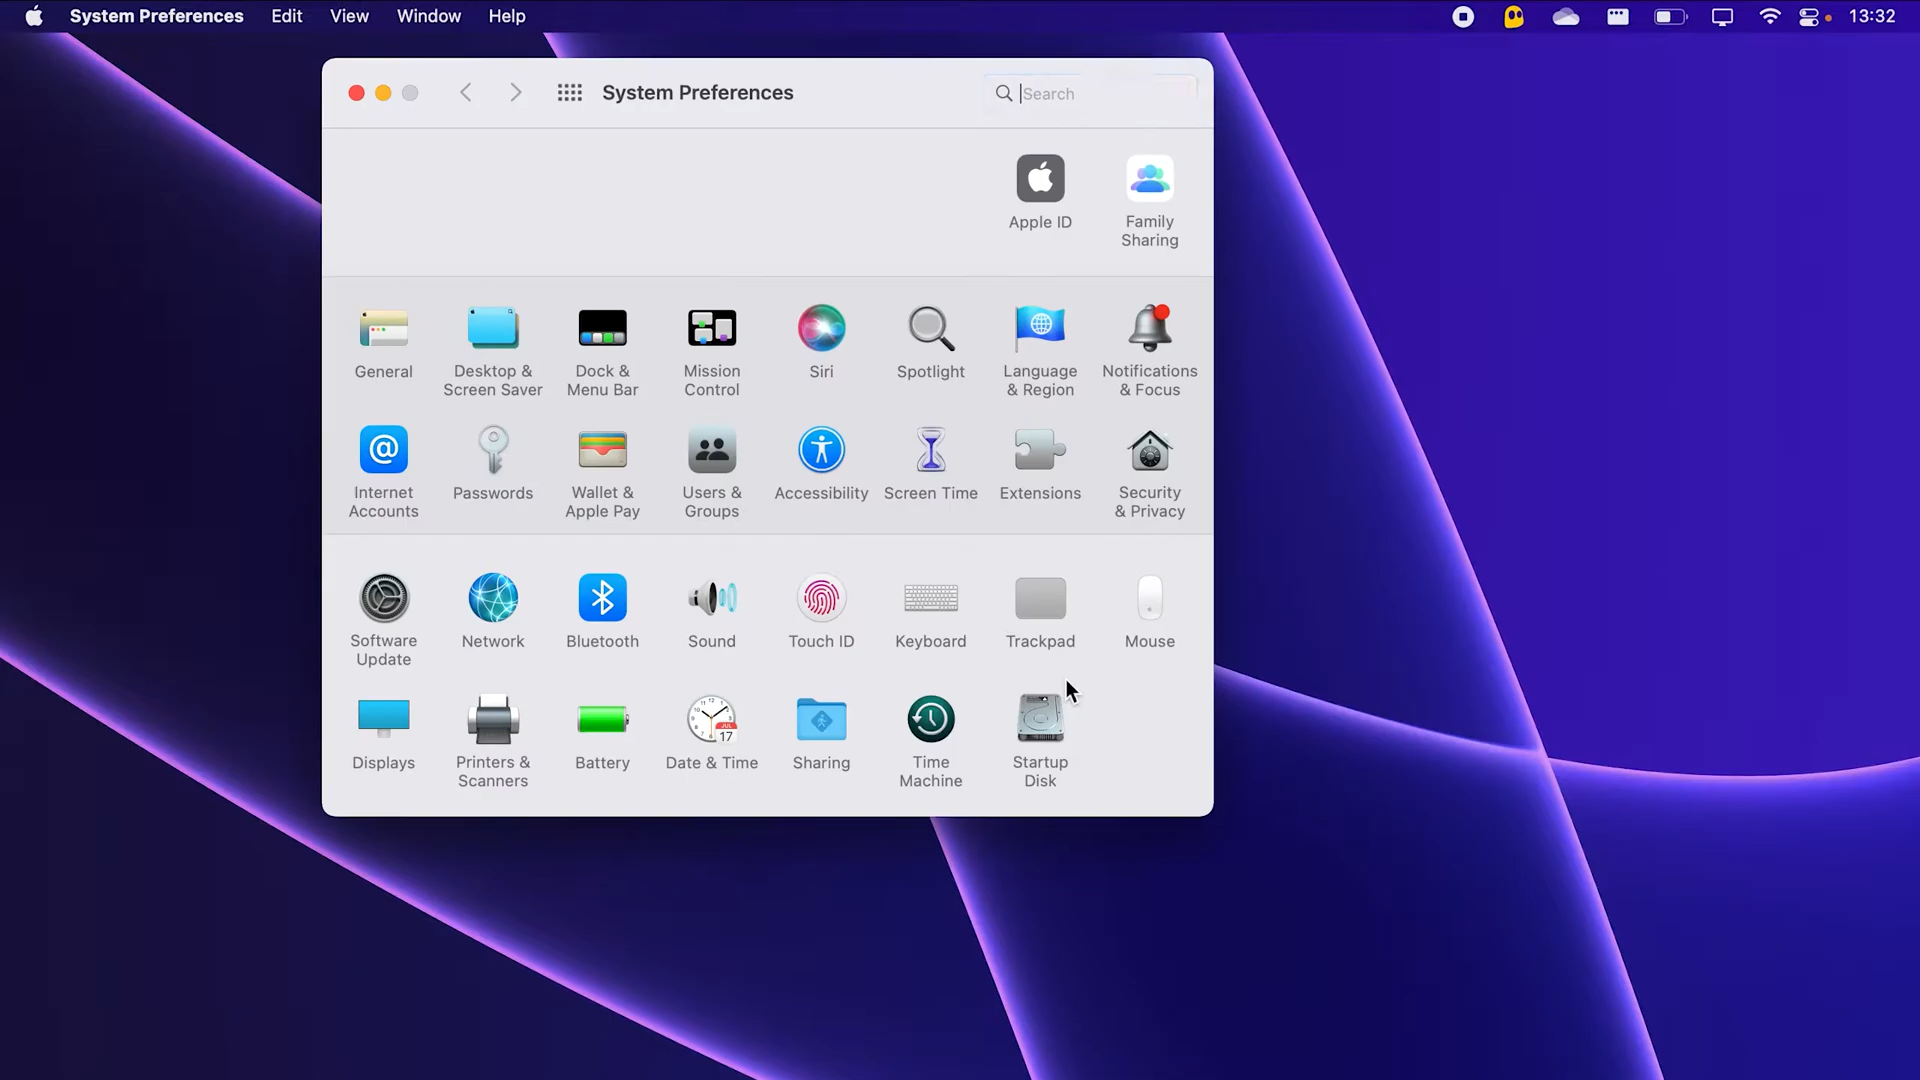 System Preferences Edit View Window Help 13:32
System Preferences
Search
Apple ID
Family
Sharing
General
Desktop &
Screen Saver
Dock &
Menu Bar
Mission
Control
Siri
Spotlight
Language
& Region
Notifications
& Focus
Internet
Accounts
Passwords
Wallet &
Apple Pay
Users &
Groups
Accessibility
Screen Time
Extensions
Security
& Privacy
Software
Update
Network
Bluetooth
Sound
Touch ID
Keyboard
Trackpad
Mouse
Displays
Printers &
Scanners
Battery
JUL
17
Date & Time
Sharing
Time
Machine
Startup
Disk